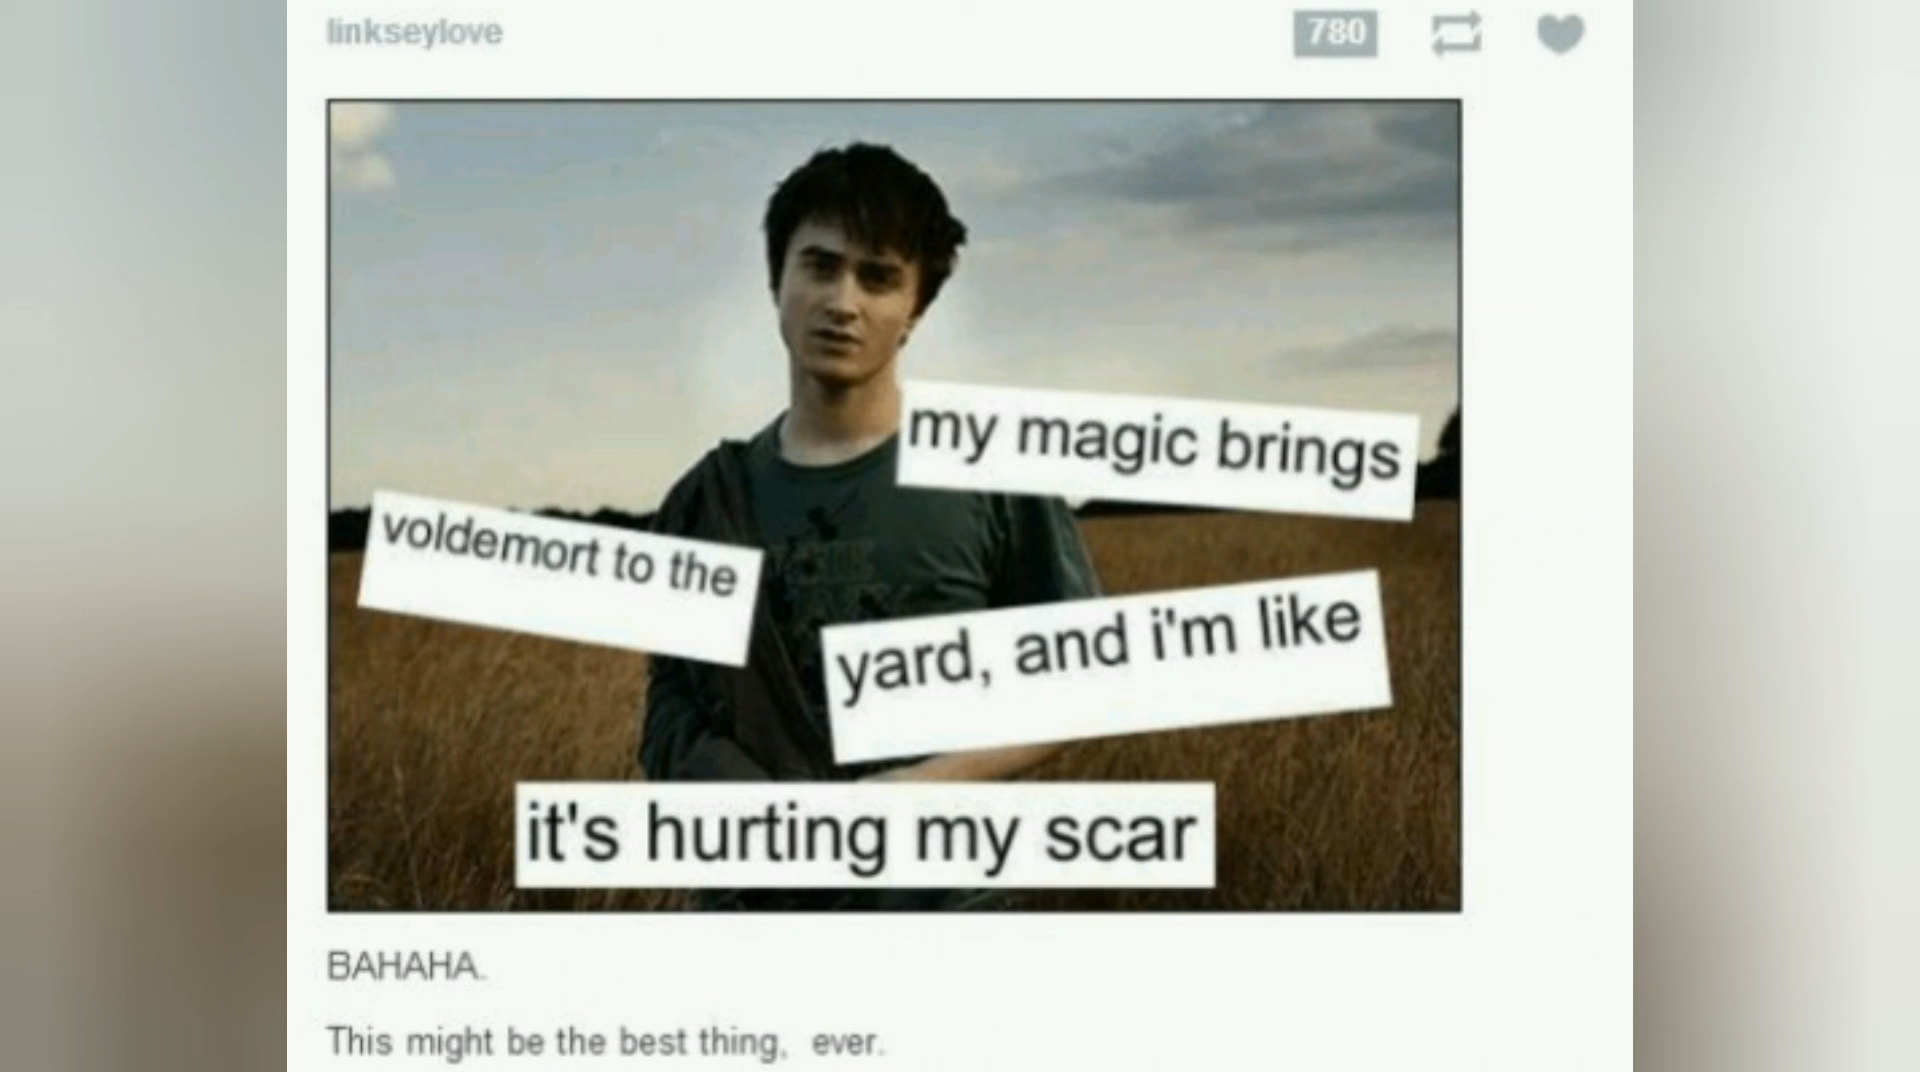 linkseylove
780
my magic brings
voldemort to the
yard, and i'm like
it's hurting my scar
BAHAHA.
This might be the best thing, ever.